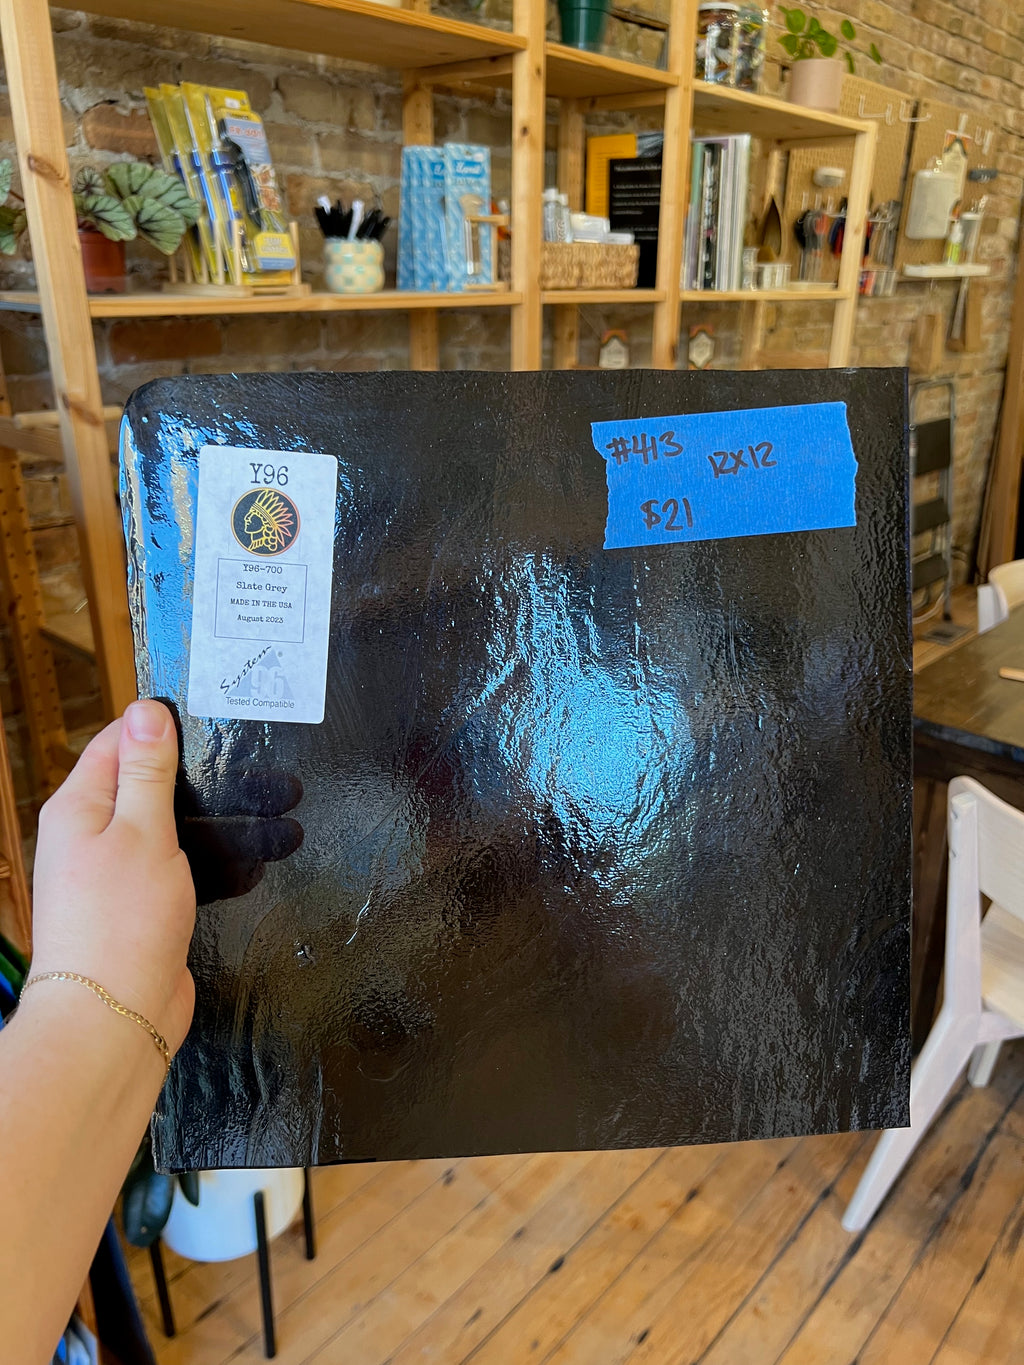 Y96
Y96-700
Slate Grey
MADE IN THE USA
August 2023
System
96
Tested Compatible
#413
12x12
$21